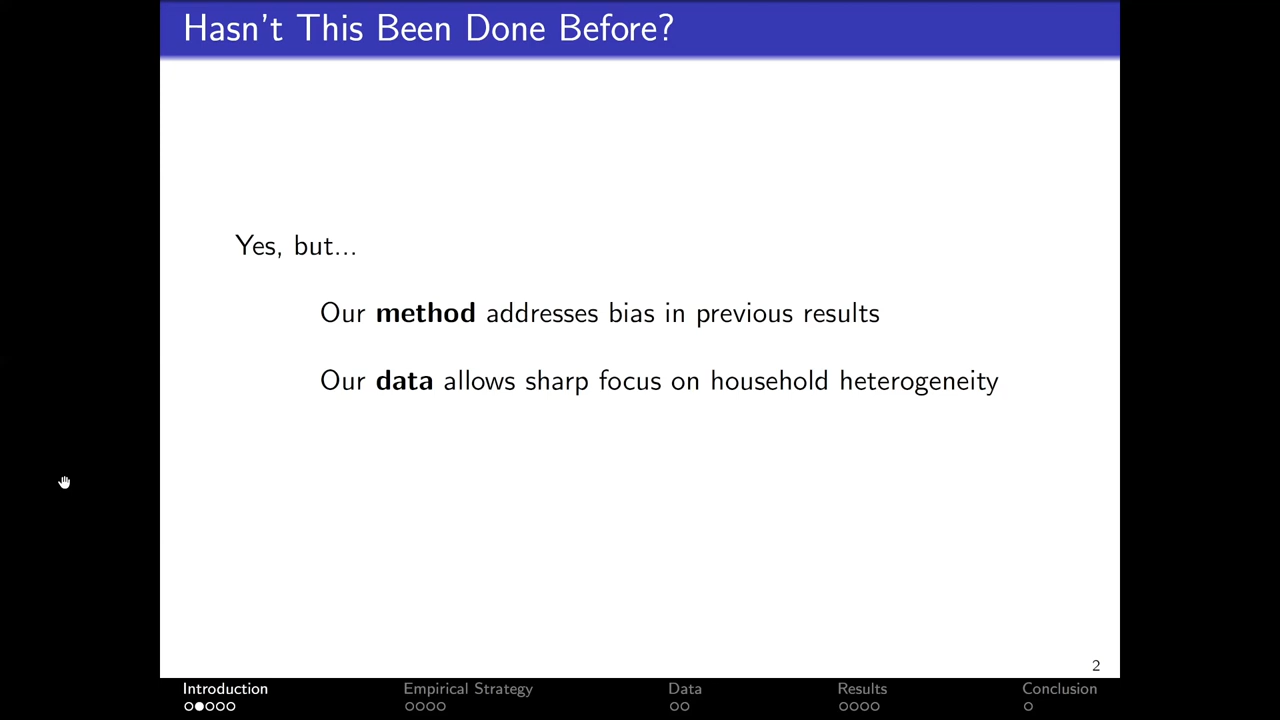 Hasn't This Been Done Before?
Yes, but...
Our method addresses bias in previous results
Our data allows sharp focus on household heterogeneity
2
Introduction
Empirical Strategy
Data
Results
Conclusion